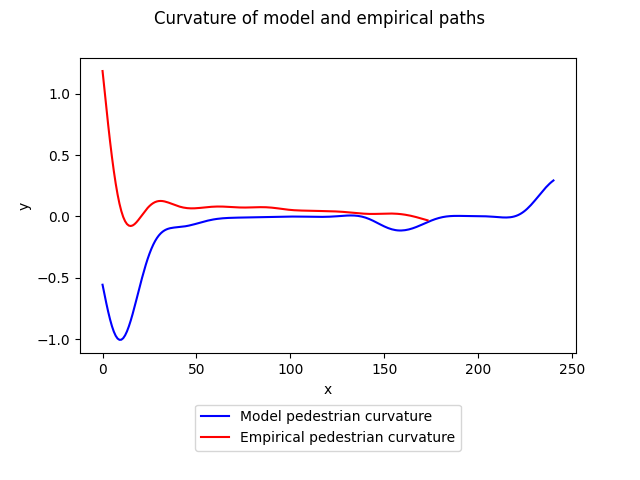 Curvature of model and empirical paths
1.0
0.5
0.0
−0.5
−1.0
y
0 50 100 150 200 250
x
Model pedestrian curvature
Empirical pedestrian curvature